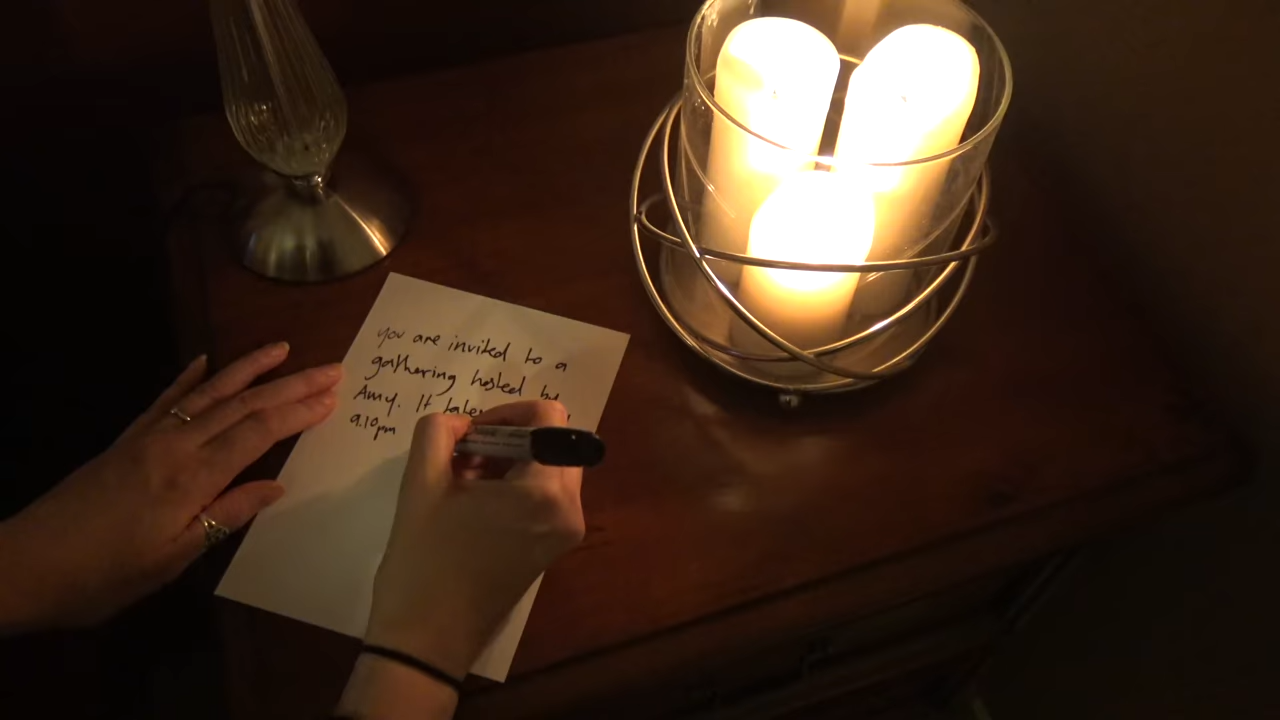 you are invited to a
gathering hosted by
Amy. It takes
9.10pm